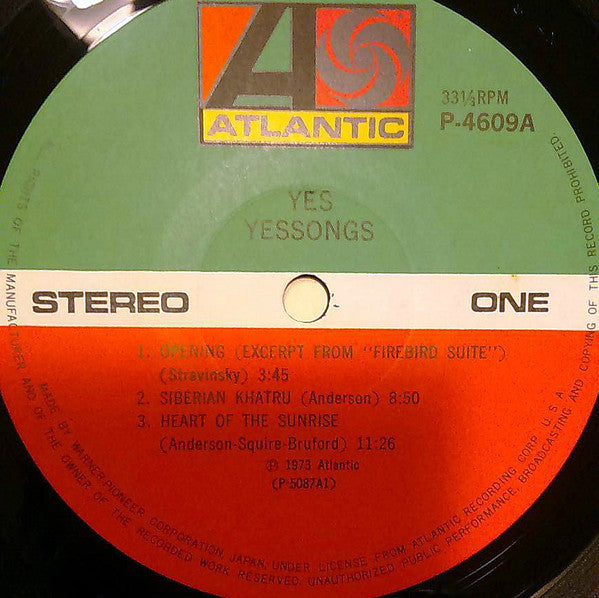 ATLANTIC
33⅓RPM
P-4609A
YES
YESSONGS
STEREO
ONE
1. OPENING (EXCERPT FROM "FIREBIRD SUITE")
(Stravinsky) 3:45
2. SIBERIAN KHATRU (Anderson) 8:50
3. HEART OF THE SUNRISE
(Anderson-Squire-Bruford) 11:26
Ⓟ 1973 Atlantic
(P-5087A1)
MADE BY WARNER-PIONEER CORPORATION JAPAN, UNDER LICENSE FROM ATLANTIC RECORDING CORP. U S A
RIGHTS OF THE MANUFACTURER AND OF THE OWNER OF THE RECORDED WORK RESERVED. UNAUTHORIZED PUBLIC PERFORMANCE, BROADCASTING AND COPYING OF THIS RECORD PROHIBITED.